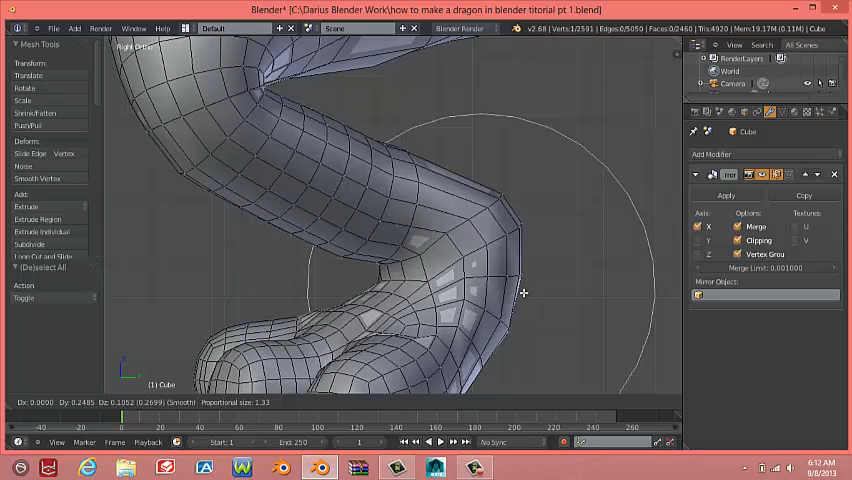 Blender* [C:\Darius Blender Work\how to make a dragon in blender titorial pt 1.blend]
File Add Render Window Help Default Scene Blender Render v2.68 | Verts:1/2591 | Edges:0/5050 | Faces:0/2460 | Tris:4920 | Mem:19.17M (0.11M) | Cube
Mesh Tools
Transform:
Translate
Rotate
Scale
Shrink/Fatten
Push/Pull
Deform:
Slide Edge Vertex
Noise
Smooth Vertex
Add:
Extrude
Extrude Region
Extrude Individual
Subdivide
Loop Cut and Slide
(De)select All
Action
Toggle
Right Ortho
(1) Cube
View Search All Scenes
RenderLayers
World
Camera
Cube
Add Modifier
Apply Copy
Axis: Options: Textures:
X Merge U
Y Clipping V
Z Vertex Grou
Merge Limit: 0.001000
Mirror Object:
Dx: 0.0000 Dy: 0.2485 Dz: 0.1052 (0.2699) (Smooth) Proportional size: 1.33
-40 -20 0 20 40 60 80 100 120 140 160 180 200 220 240 260
View Marker Frame Playback Start: 1 End: 250 1 No Sync
6:12 AM
9/8/2013